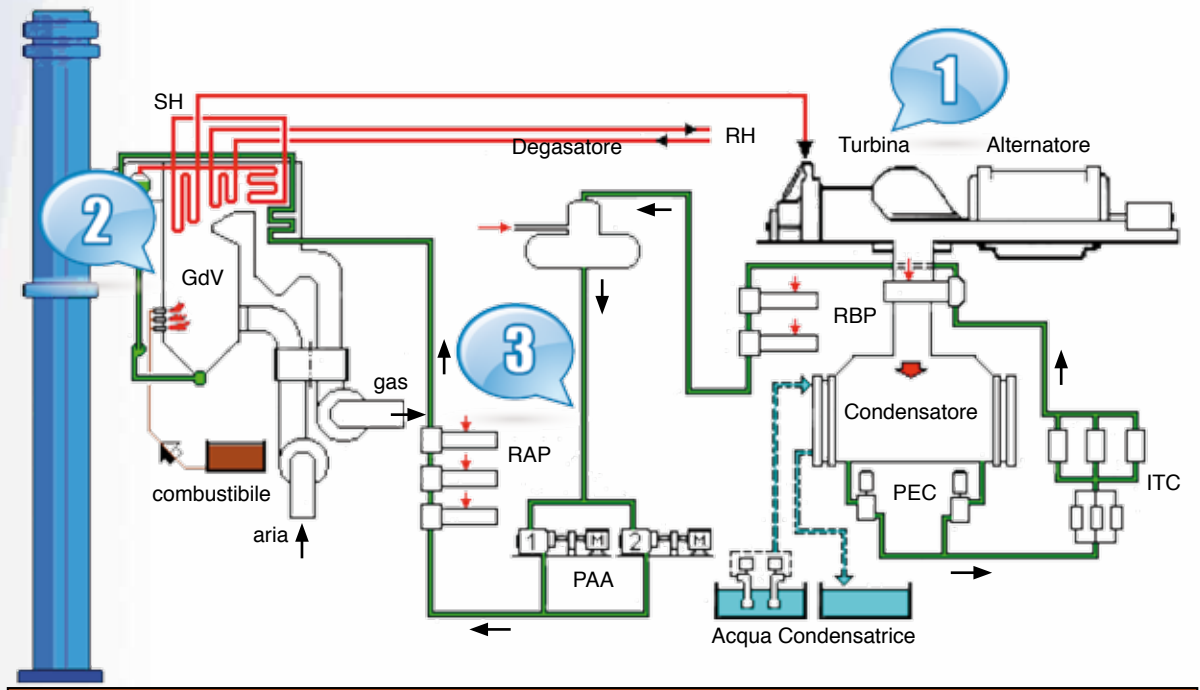 1
SH
RH
Degasatore
Turbina
Alternatore
2
GdV
3
RBP
gas
Condensatore
RAP
combustibile
PEC
ITC
aria
1
M
2
M
PAA
Acqua Condensatrice